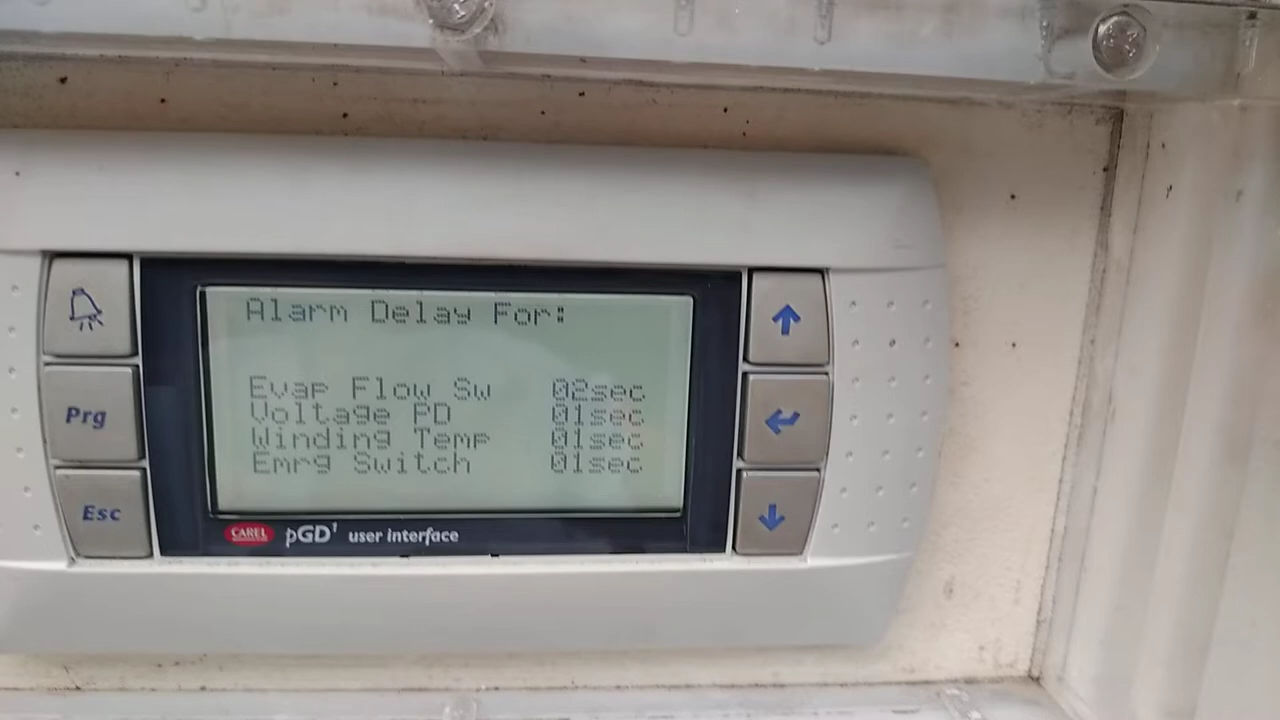 Alarm Delay For:
Evap Flow Sw 02sec
Voltage PD 01sec
Winding Temp 01sec
Emrg Switch 01sec
Prg
Esc
CAREL pGD¹ user interface